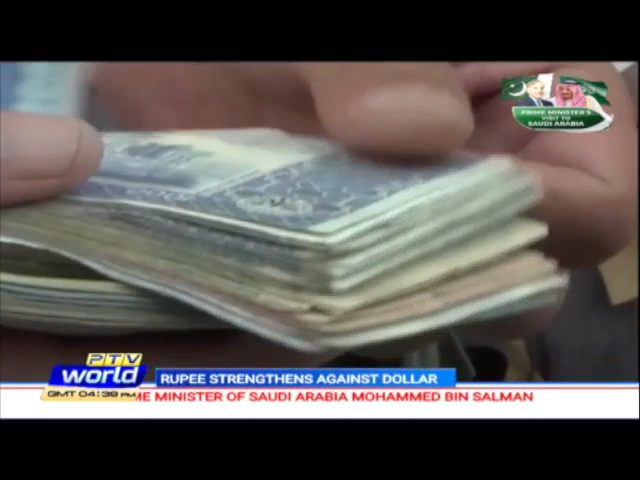 PRIME MINISTER'S
VISIT TO
SAUDI ARABIA
PTV
world
RUPEE STRENGTHENS AGAINST DOLLAR
GMT 04:39 PM
ME MINISTER OF SAUDI ARABIA MOHAMMED BIN SALMAN